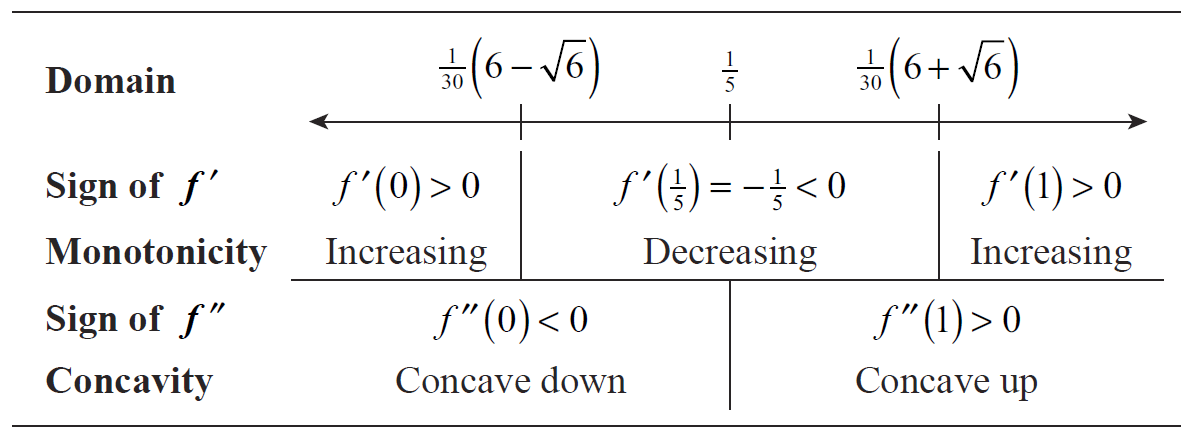 Domain 1/30(6 − √6) 1/5 1/30(6 + √6)
Sign of f′ f′(0) > 0 f′(1/5) = −1/5 < 0 f′(1) > 0
Monotonicity Increasing Decreasing Increasing
Sign of f″ f″(0) < 0 f″(1) > 0
Concavity Concave down Concave up